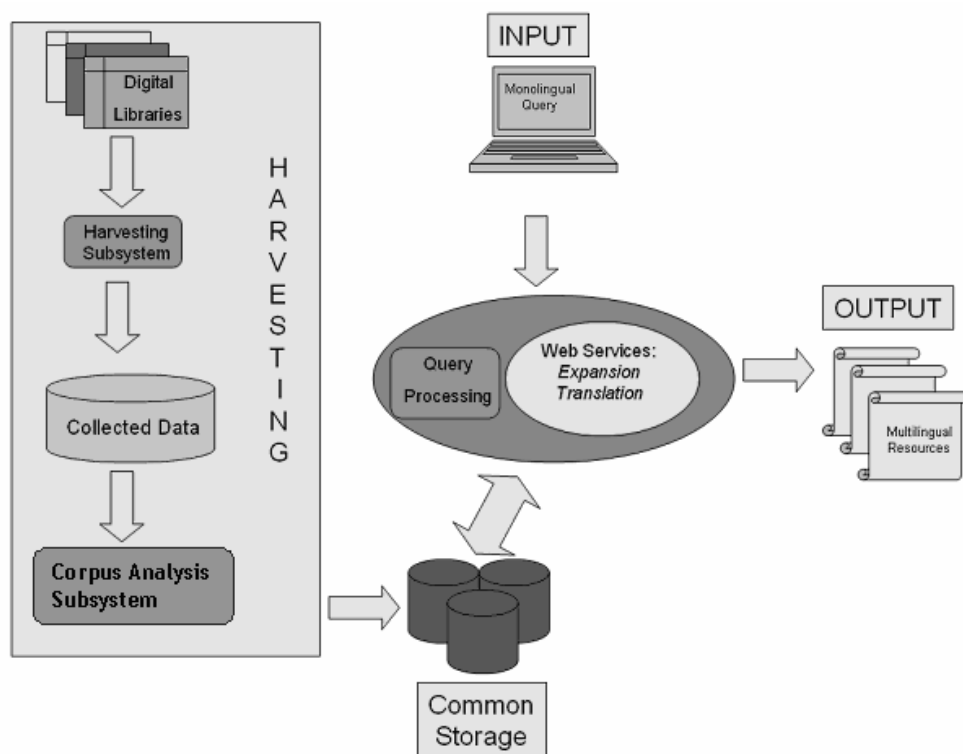 Digital
Libraries
Harvesting
Subsystem
Collected Data
Corpus Analysis
Subsystem
HARVESTING
INPUT
Monolingual
Query
Query
Processing
Web Services:
Expansion
Translation
OUTPUT
Multilingual
Resources
Common
Storage